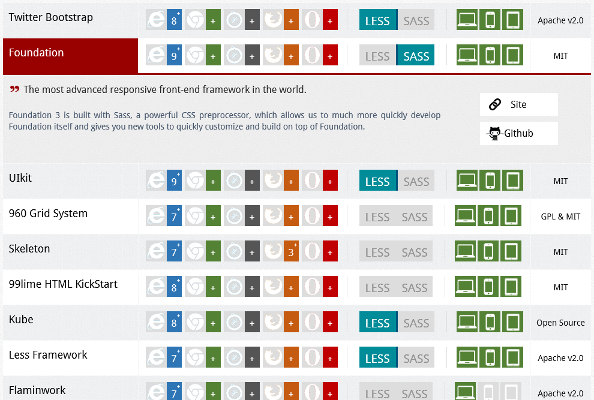 Twitter Bootstrap 8+ + + + + LESS SASS Apache v2.0
Foundation 9+ + + + + LESS SASS MIT
The most advanced responsive front-end framework in the world.
Site
Foundation 3 is built with Sass, a powerful CSS preprocessor, which allows us to much more quickly develop
Foundation itself and gives you new tools to quickly customize and build on top of Foundation.
Github
UIkit 9+ + + + + LESS SASS MIT
960 Grid System 7+ + + + + LESS SASS GPL & MIT
Skeleton 7+ + + 3+ + LESS SASS MIT
99lime HTML KickStart 8+ + + + + LESS SASS MIT
Kube 8+ + + + + LESS SASS Open Source
Less Framework 7+ + + + + LESS SASS Apache v2.0
Flaminwork 7+ + + + + LESS SASS Apache v2.0